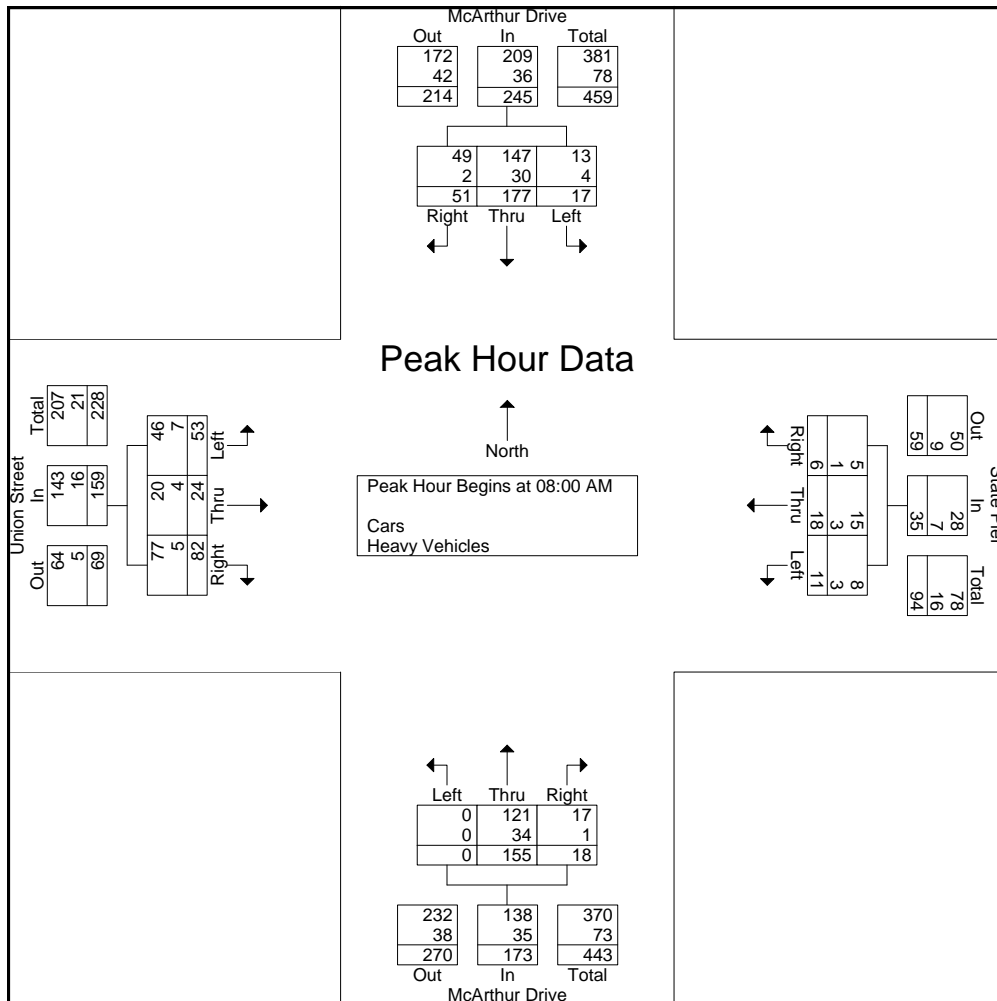 McArthur Drive
Out In Total
172 209 381
42 36 78
214 245 459
49 147 13
2 30 4
51 177 17
Right Thru Left
Peak Hour Data
North
Peak Hour Begins at 08:00 AM
Cars
Heavy Vehicles
Union Street
Total In Out
207 143 64
21 16 5
228 159 69
46 20 77
7 4 5
53 24 82
Left Thru Right
Out In Total
50 28 78
9 7 16
59 35 94
5 15 8
1 3 3
6 18 11
Right Thru Left
Left Thru Right
0 121 17
0 34 1
0 155 18
232 138 370
38 35 73
270 173 443
Out In Total
McArthur Drive